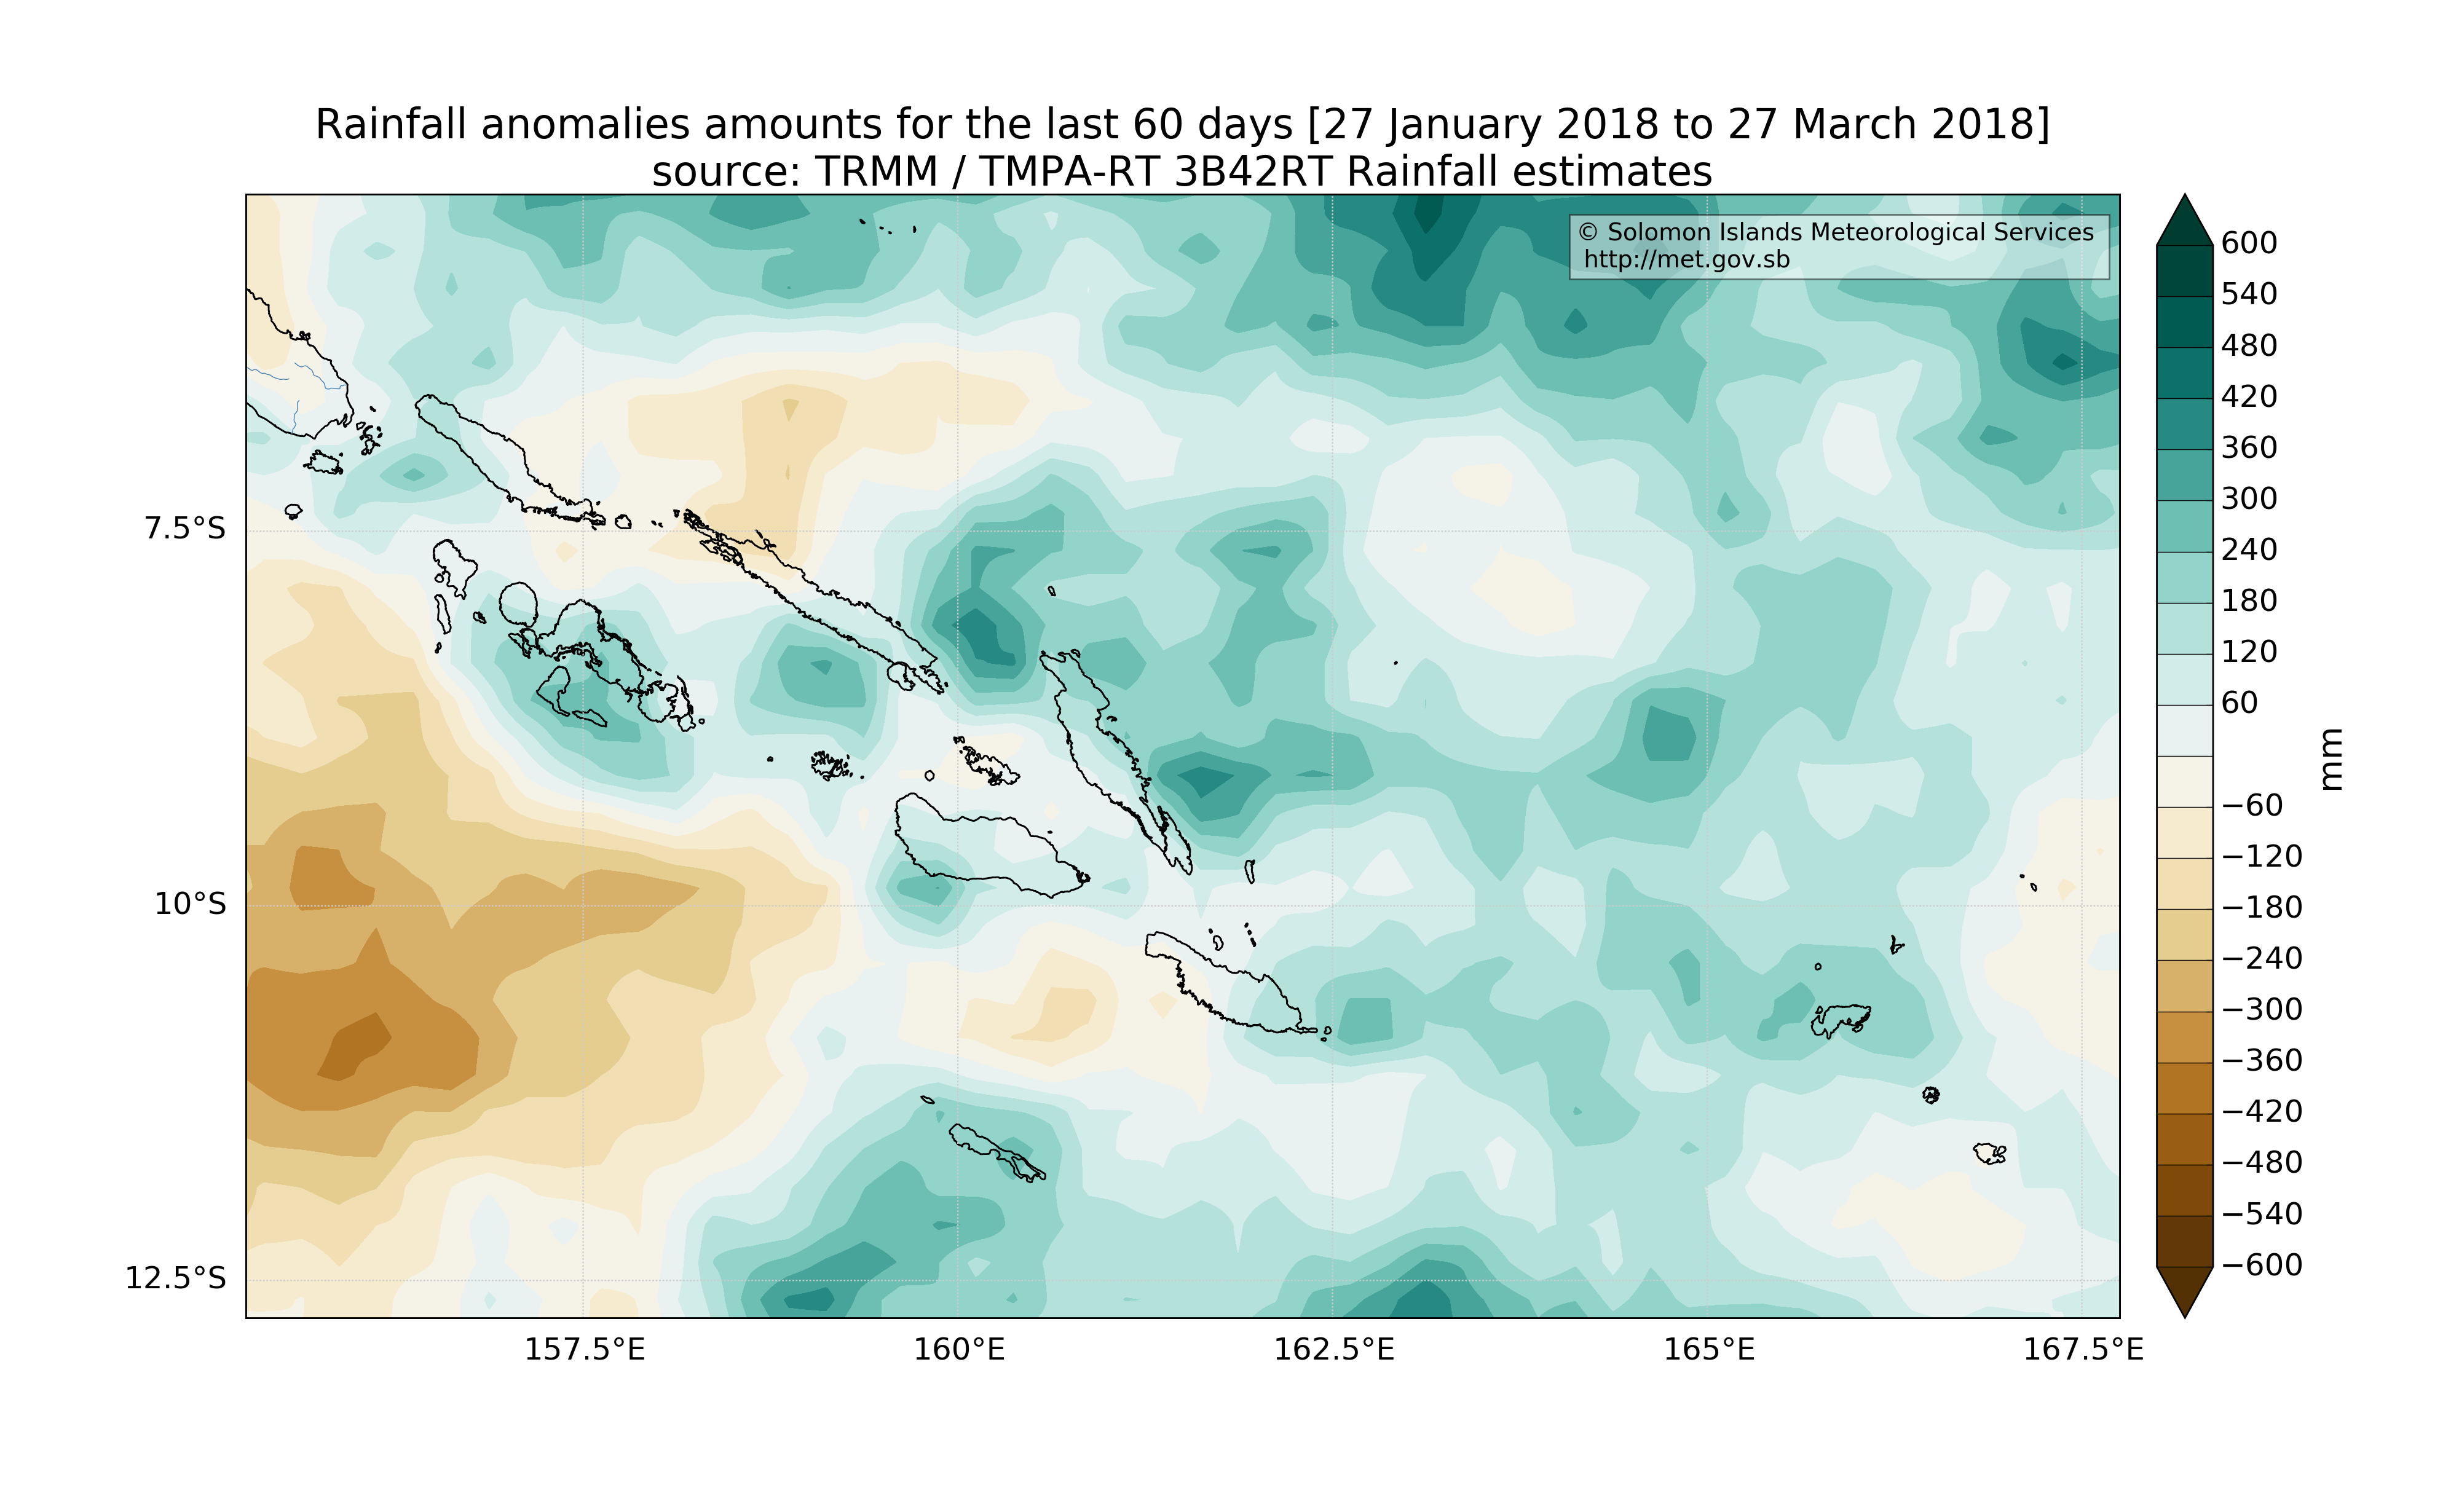 Rainfall anomalies amounts for the last 60 days [27 January 2018 to 27 March 2018]
source: TRMM / TMPA-RT 3B42RT Rainfall estimates
© Solomon Islands Meteorological Services
http://met.gov.sb
7.5°S
10°S
12.5°S
157.5°E
160°E
162.5°E
165°E
167.5°E
600
540
480
420
360
300
240
180
120
60
−60
−120
−180
−240
−300
−360
−420
−480
−540
−600
mm